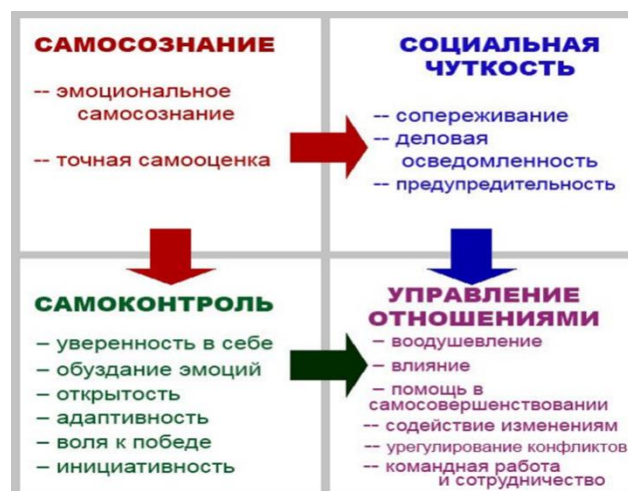 САМОСОЗНАНИЕ
-- эмоциональное
самосознание
-- точная самооценка
СОЦИАЛЬНАЯ
ЧУТКОСТЬ
-- сопереживание
-- деловая
осведомленность
-- предупредительность
САМОКОНТРОЛЬ
– уверенность в себе
– обуздание эмоций
– открытость
– адаптивность
– воля к победе
– инициативность
УПРАВЛЕНИЕ
ОТНОШЕНИЯМИ
– воодушевление
– влияние
– помощь в
самосовершенствовании
-- содействие изменениям
-- урегулирование конфликтов
-- командная работа
и сотрудничество